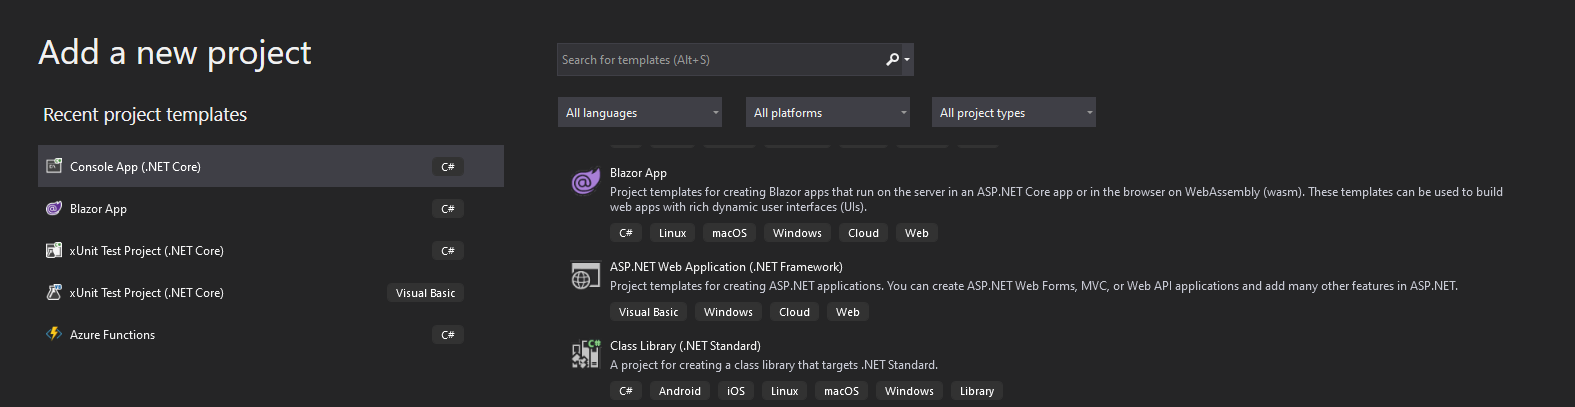 Add a new project
Search for templates (Alt+S)
Recent project templates
All languages
All platforms
All project types
Console App (.NET Core)
C#
Blazor App
C#
xUnit Test Project (.NET Core)
C#
xUnit Test Project (.NET Core)
Visual Basic
Azure Functions
C#
Blazor App
Project templates for creating Blazor apps that run on the server in an ASP.NET Core app or in the browser on WebAssembly (wasm). These templates can be used to build
web apps with rich dynamic user interfaces (UIs).
C# Linux macOS Windows Cloud Web
ASP.NET Web Application (.NET Framework)
Project templates for creating ASP.NET applications. You can create ASP.NET Web Forms, MVC, or Web API applications and add many other features in ASP.NET.
Visual Basic Windows Cloud Web
Class Library (.NET Standard)
A project for creating a class library that targets .NET Standard.
C# Android iOS Linux macOS Windows Library